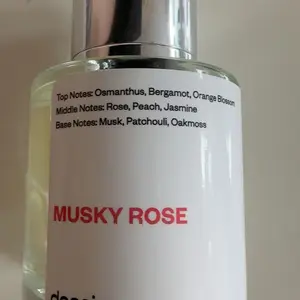 Top Notes: Osmanthus, Bergamot, Orange Blossom
Middle Notes: Rose, Peach, Jasmine
Base Notes: Musk, Patchouli, Oakmoss
MUSKY ROSE